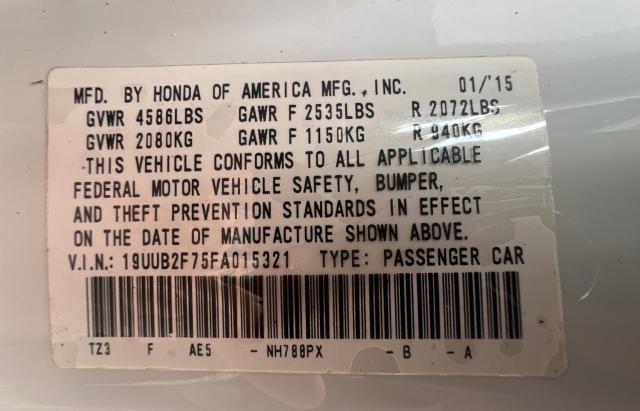 MFD. BY HONDA OF AMERICA MFG., INC. 01/'15
GVWR 4586LBS GAWR F 2535LBS R 2072LBS
GVWR 2080KG GAWR F 1150KG R 940KG
THIS VEHICLE CONFORMS TO ALL APPLICABLE
FEDERAL MOTOR VEHICLE SAFETY, BUMPER,
AND THEFT PREVENTION STANDARDS IN EFFECT
ON THE DATE OF MANUFACTURE SHOWN ABOVE.
V.I.N.: 19UUB2F75FA015321 TYPE: PASSENGER CAR
TZ3 F AE5 - NH788PX - B - A